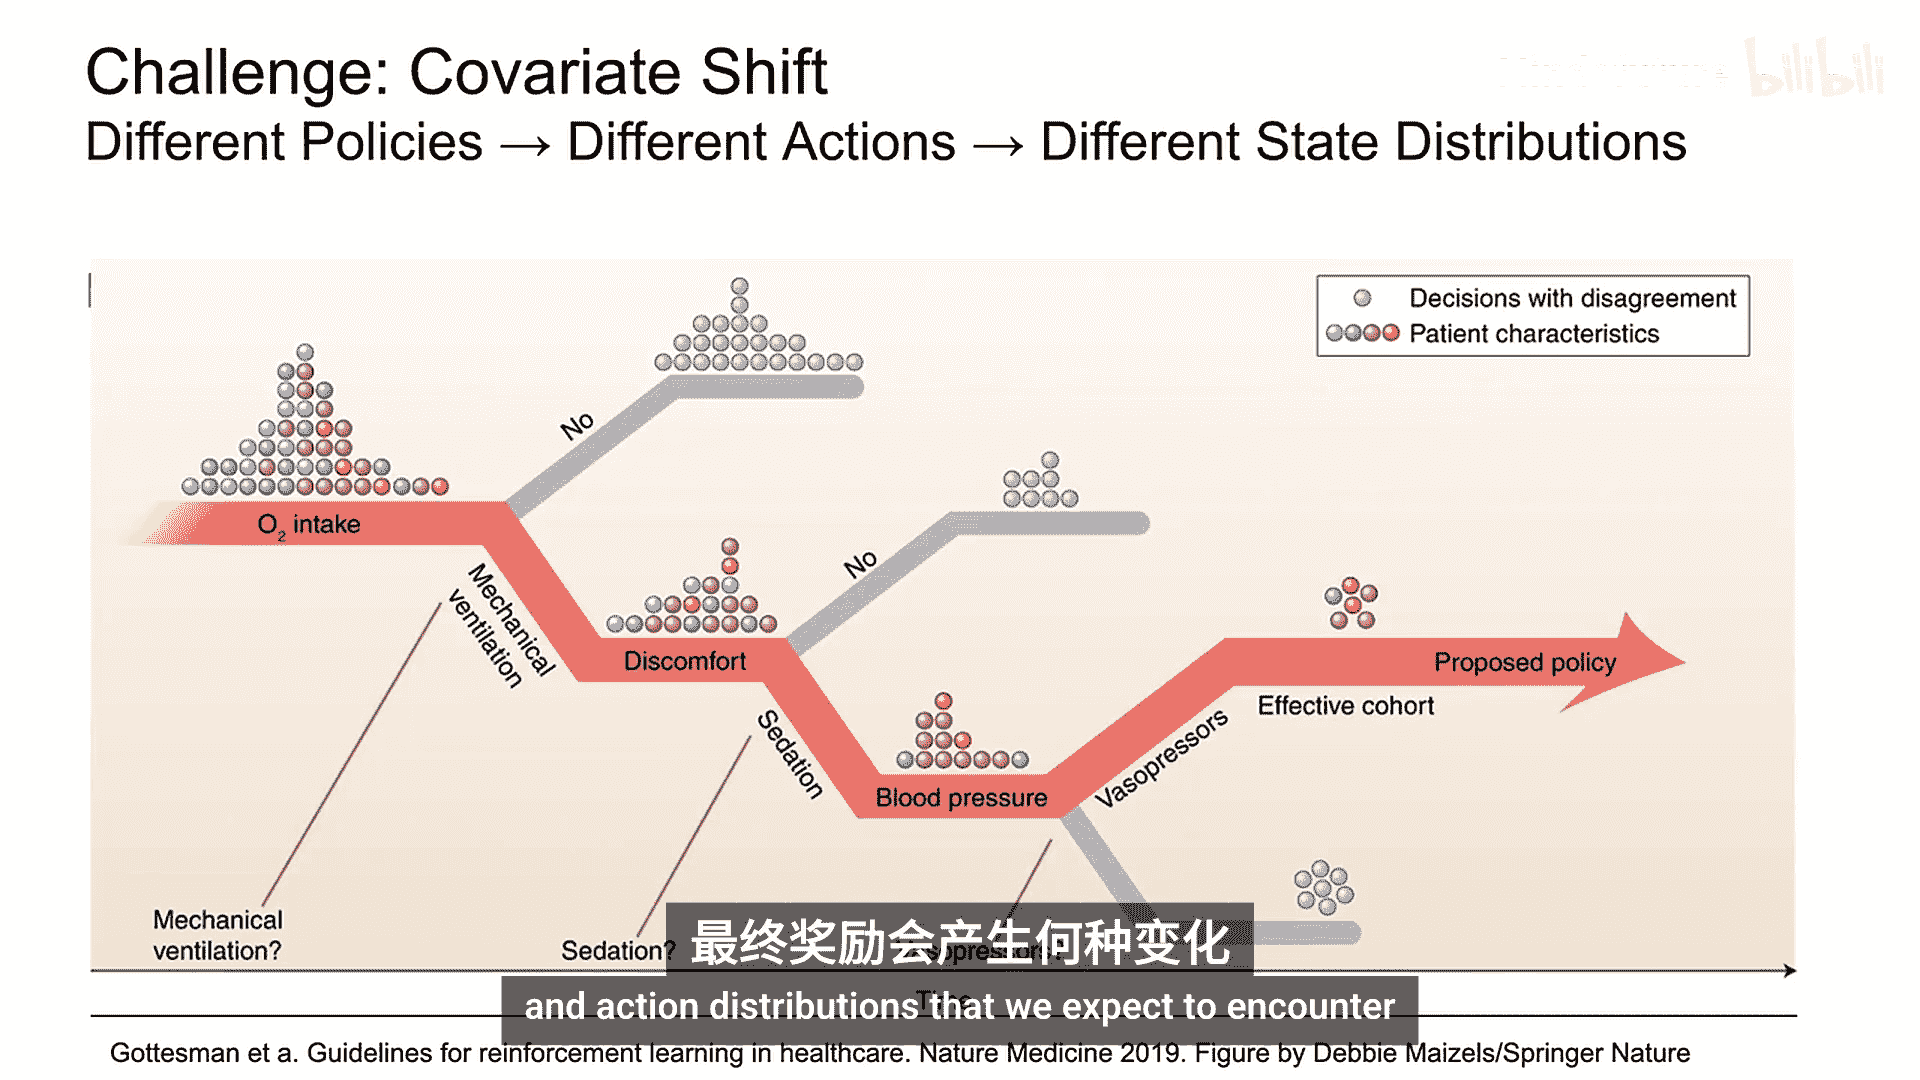 Challenge: Covariate Shift
Different Policies → Different Actions → Different State Distributions
bilibili
Decisions with disagreement
Patient characteristics
No
O2 intake
Mechanical
ventilation
No
Discomfort
Sedation
Proposed policy
Effective cohort
Vasopressors
Blood pressure
Mechanical
ventilation?
Sedation?
Vasopressors?
最终奖励会产生何种变化
Time
and action distributions that we expect to encounter
Gottesman et a. Guidelines for reinforcement learning in healthcare. Nature Medicine 2019. Figure by Debbie Maizels/Springer Nature